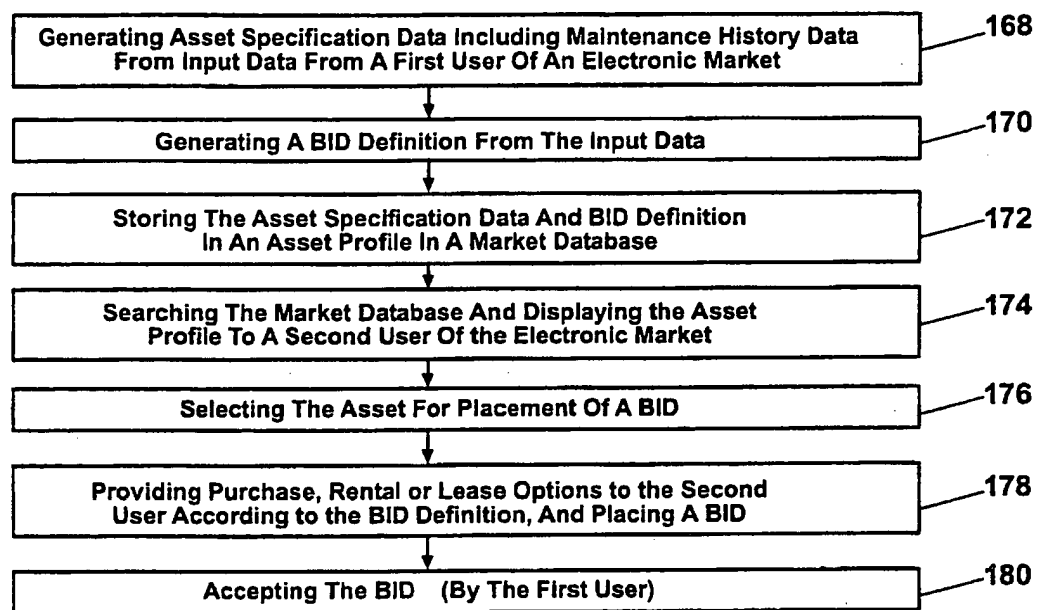 Generating Asset Specification Data Including Maintenance History Data
From Input Data From A First User Of An Electronic Market
168
Generating A BID Definition From The Input Data
170
Storing The Asset Specification Data And BID Definition
In An Asset Profile In A Market Database
172
Searching The Market Database And Displaying the Asset
Profile To A Second User Of the Electronic Market
174
Selecting The Asset For Placement Of A BID
176
Providing Purchase, Rental or Lease Options to the Second
User According to the BID Definition, And Placing A BID
178
Accepting The BID (By The First User)
180